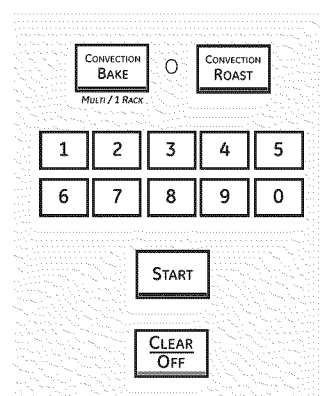 CONVECTION BAKE O CONVECTION ROAST
MULTI / 1 RACK
1 2 3 4 5
6 7 8 9 0
START
CLEAR
OFF